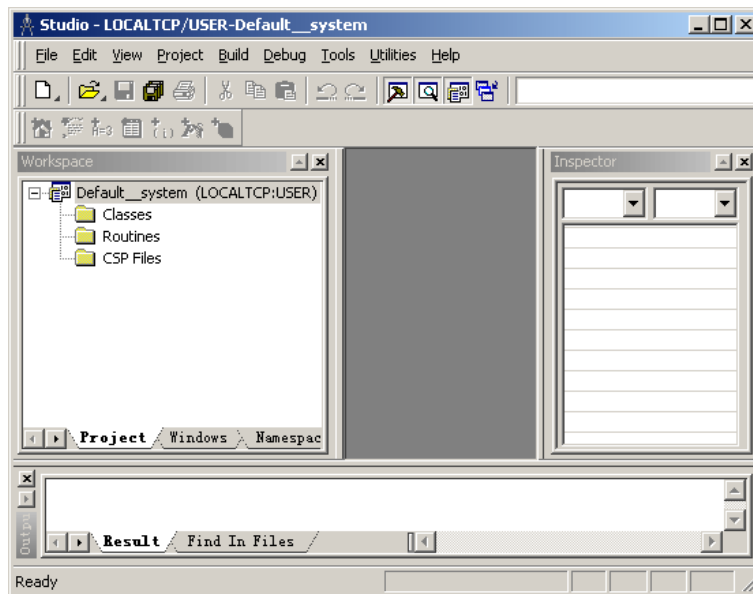 Studio - LOCALTCP/USER-Default__system
File Edit View Project Build Debug Tools Utilities Help
Workspace
Inspector
Default__system (LOCALTCP:USER)
Classes
Routines
CSP Files
Project Windows Namespac
Outpu
Result Find In Files
Ready